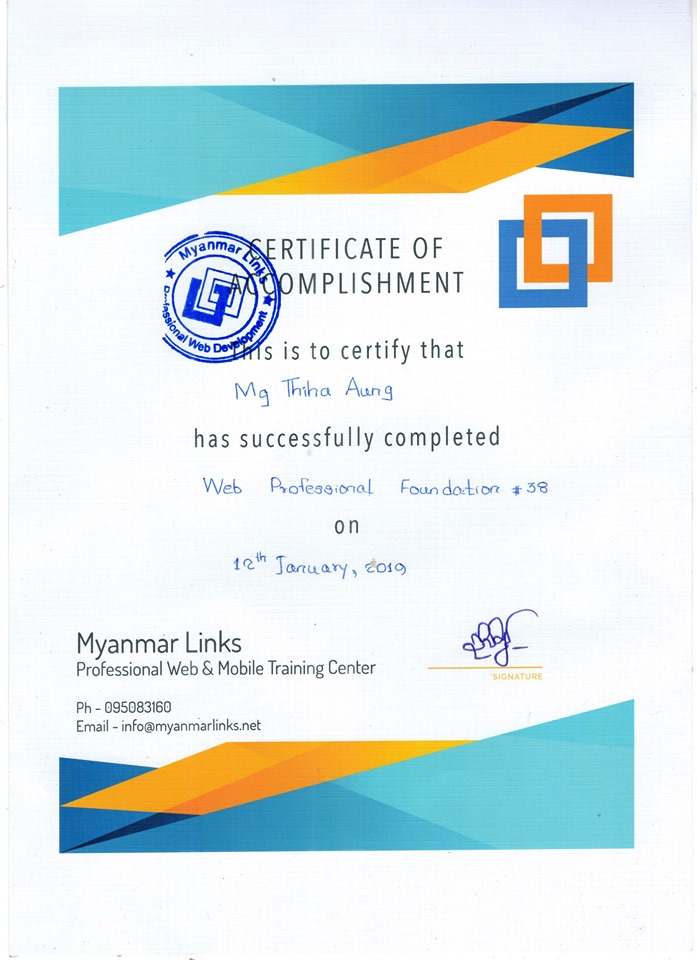 CERTIFICATE OF
ACCOMPLISHMENT
Myanmar Links
Professional Web Development
This is to certify that
Mg Thiha Aung
has successfully completed
Web Professional Foundation #38
on
12th January, 2019
Myanmar Links
Professional Web & Mobile Training Center
SIGNATURE
Ph - 095083160
Email - info@myanmarlinks.net